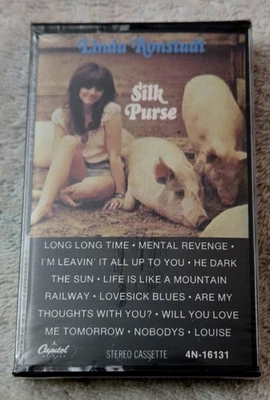 Linda Ronstadt
Silk
Purse
LONG LONG TIME • MENTAL REVENGE •
I'M LEAVIN' IT ALL UP TO YOU • HE DARK
THE SUN • LIFE IS LIKE A MOUNTAIN
RAILWAY • LOVESICK BLUES • ARE MY
THOUGHTS WITH YOU? • WILL YOU LOVE
ME TOMORROW • NOBODYS • LOUISE
Capitol
STEREO CASSETTE
4N-16131